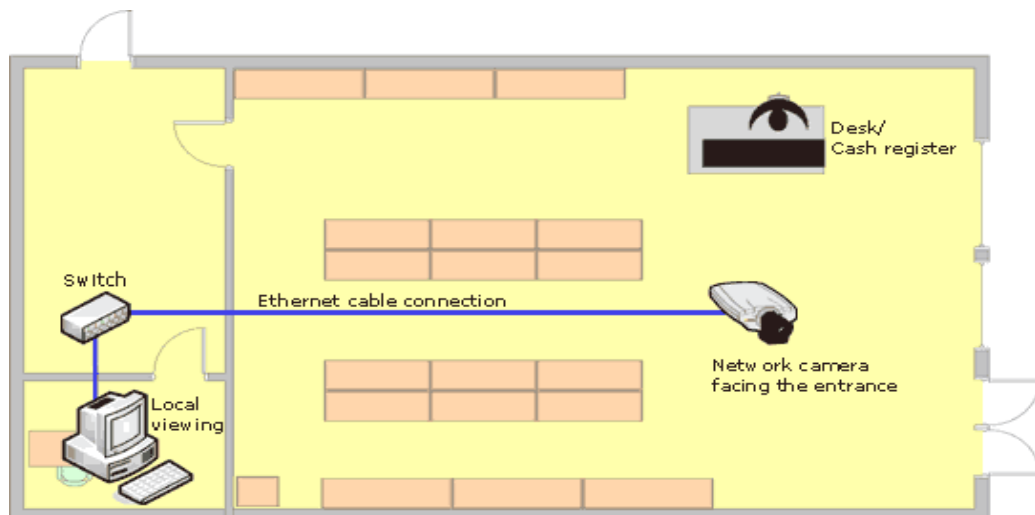 Desk/
Cash register
Switch
Ethernet cable connection
Network camera
facing the entrance
Local
viewing